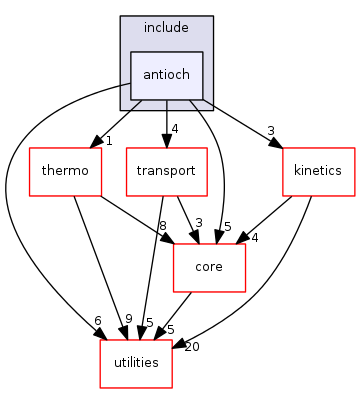 include
antioch
1
4
3
thermo
transport
kinetics
8
3
5
4
core
6
9
5
5
20
utilities